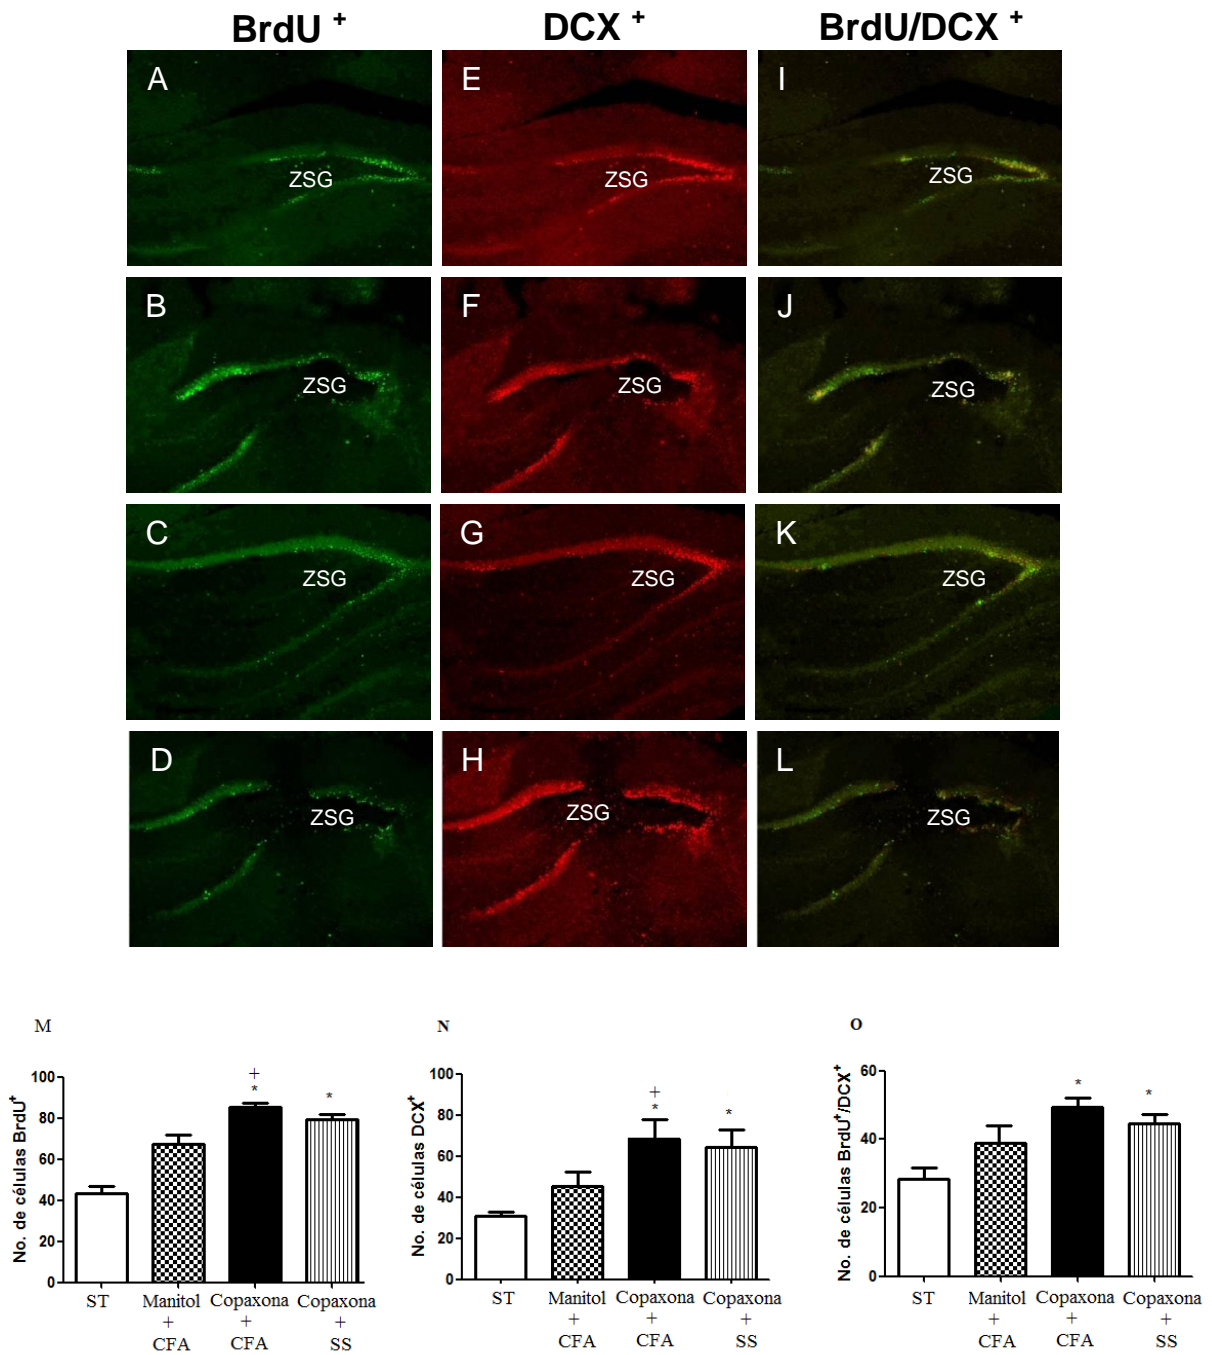 BrdU + DCX + BrdU/DCX +
A E I
ZSG ZSG ZSG
B F J
ZSG ZSG ZSG
C G K
ZSG ZSG ZSG
D H L
ZSG ZSG ZSG
M
No. de células BrdU+
100
80
60
40
20
0
+
*
*
ST Manitol + CFA Copaxona + CFA Copaxona + SS
N
No. de células DCX+
100
80
60
40
20
0
+
*
*
ST Manitol + CFA Copaxona + CFA Copaxona + SS
O
No. de células BrdU+/DCX+
60
40
20
0
*
*
ST Manitol + CFA Copaxona + CFA Copaxona + SS